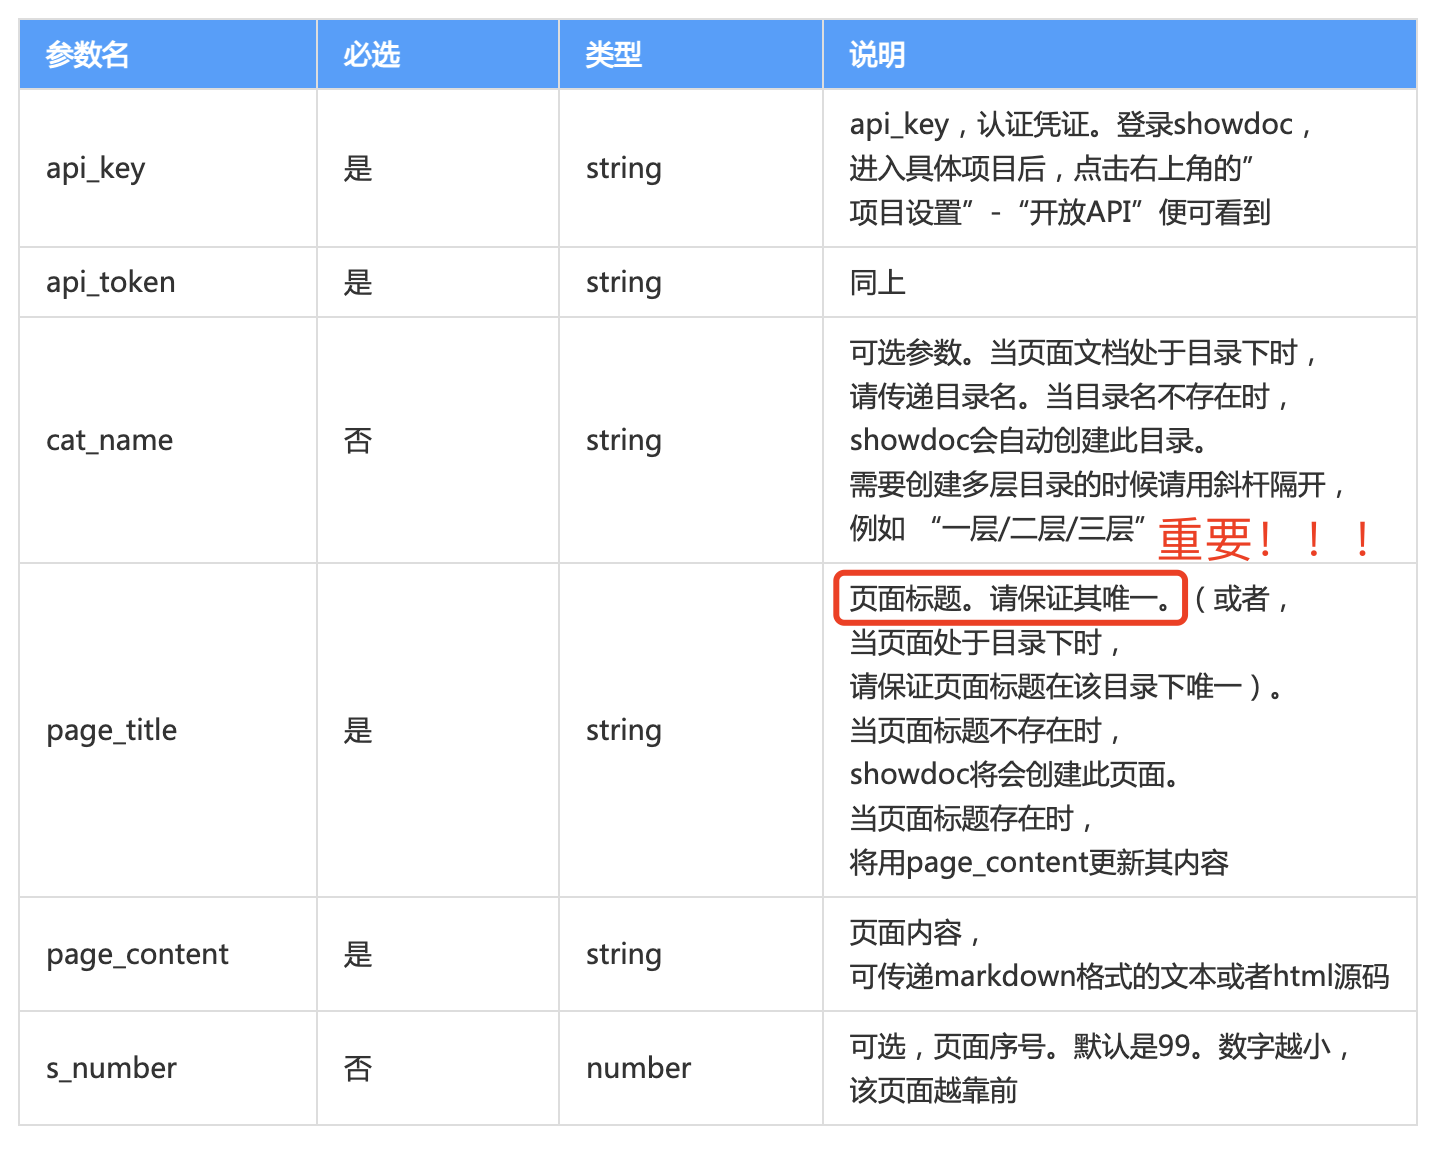 参数名 必选 类型 说明
api_key 是 string api_key，认证凭证。登录showdoc，
进入具体项目后，点击右上角的”
项目设置”-“开放API”便可看到
api_token 是 string 同上
cat_name 否 string 可选参数。当页面文档处于目录下时，
请传递目录名。当目录名不存在时，
showdoc会自动创建此目录。
需要创建多层目录的时候请用斜杆隔开，
例如 “一层/二层/三层”
重要！！！
page_title 是 string 页面标题。请保证其唯一。（或者，
当页面处于目录下时，
请保证页面标题在该目录下唯一）。
当页面标题不存在时，
showdoc将会创建此页面。
当页面标题存在时，
将用page_content更新其内容
page_content 是 string 页面内容，
可传递markdown格式的文本或者html源码
s_number 否 number 可选，页面序号。默认是99。数字越小，
该页面越靠前